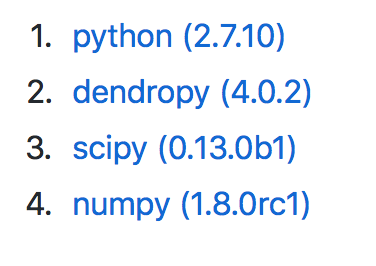 1. python (2.7.10)
2. dendropy (4.0.2)
3. scipy (0.13.0b1)
4. numpy (1.8.0rc1)